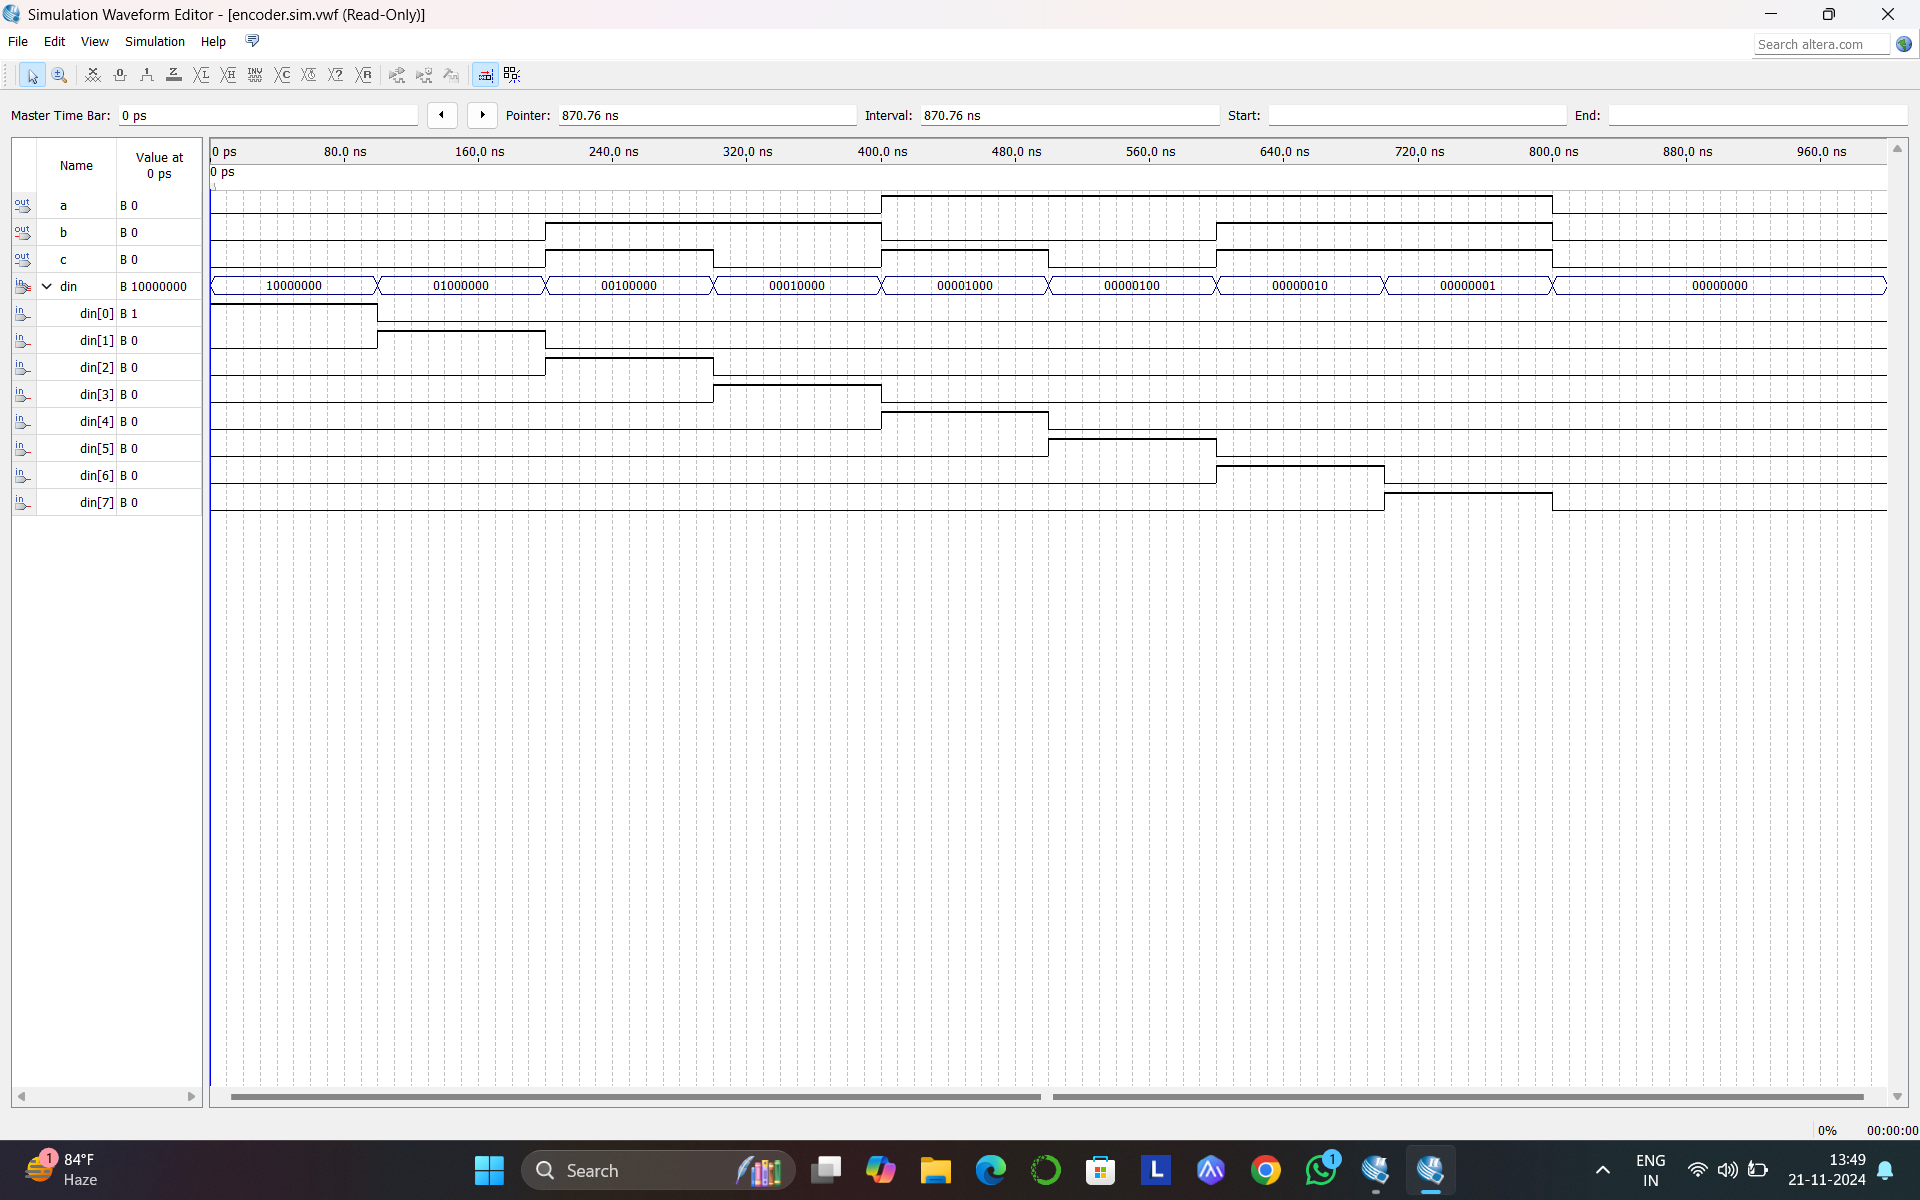 Simulation Waveform Editor - [encoder.sim.vwf (Read-Only)]
File Edit View Simulation Help
Search altera.com
Master Time Bar: 0 ps Pointer: 870.76 ns Interval: 870.76 ns Start: End:
Name Value at 0 ps
0 ps 80.0 ns 160.0 ns 240.0 ns 320.0 ns 400.0 ns 480.0 ns 560.0 ns 640.0 ns 720.0 ns 800.0 ns 880.0 ns 960.0 ns
0 ps
out a B 0
out b B 0
out c B 0
in din B 10000000 10000000 01000000 00100000 00010000 00001000 00000100 00000010 00000001 00000000
in din[0] B 1
in din[1] B 0
in din[2] B 0
in din[3] B 0
in din[4] B 0
in din[5] B 0
in din[6] B 0
in din[7] B 0
0% 00:00:00
1 84°F Haze
Search
L
1
ENG IN
13:49
21-11-2024